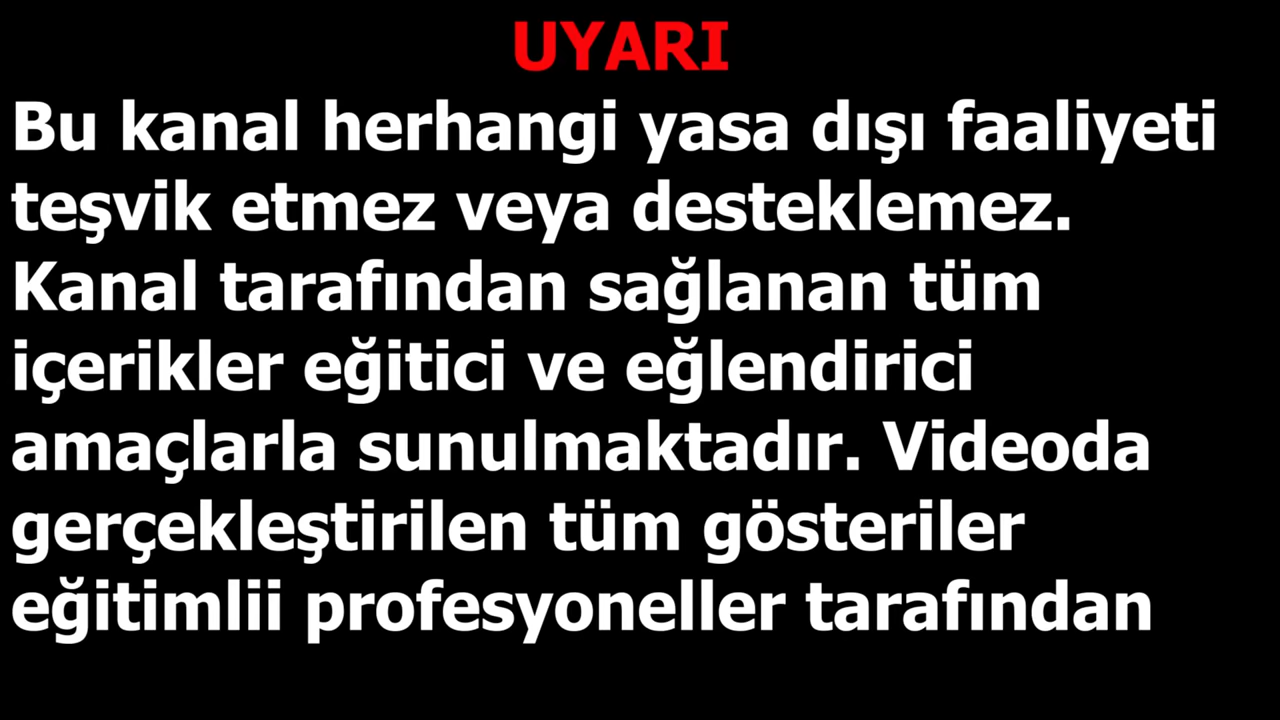 UYARI
Bu kanal herhangi yasa dışı faaliyeti
teşvik etmez veya desteklemez.
Kanal tarafından sağlanan tüm
içerikler eğitici ve eğlendirici
amaçlarla sunulmaktadır. Videoda
gerçekleştirilen tüm gösteriler
eğitimlii profesyoneller tarafından